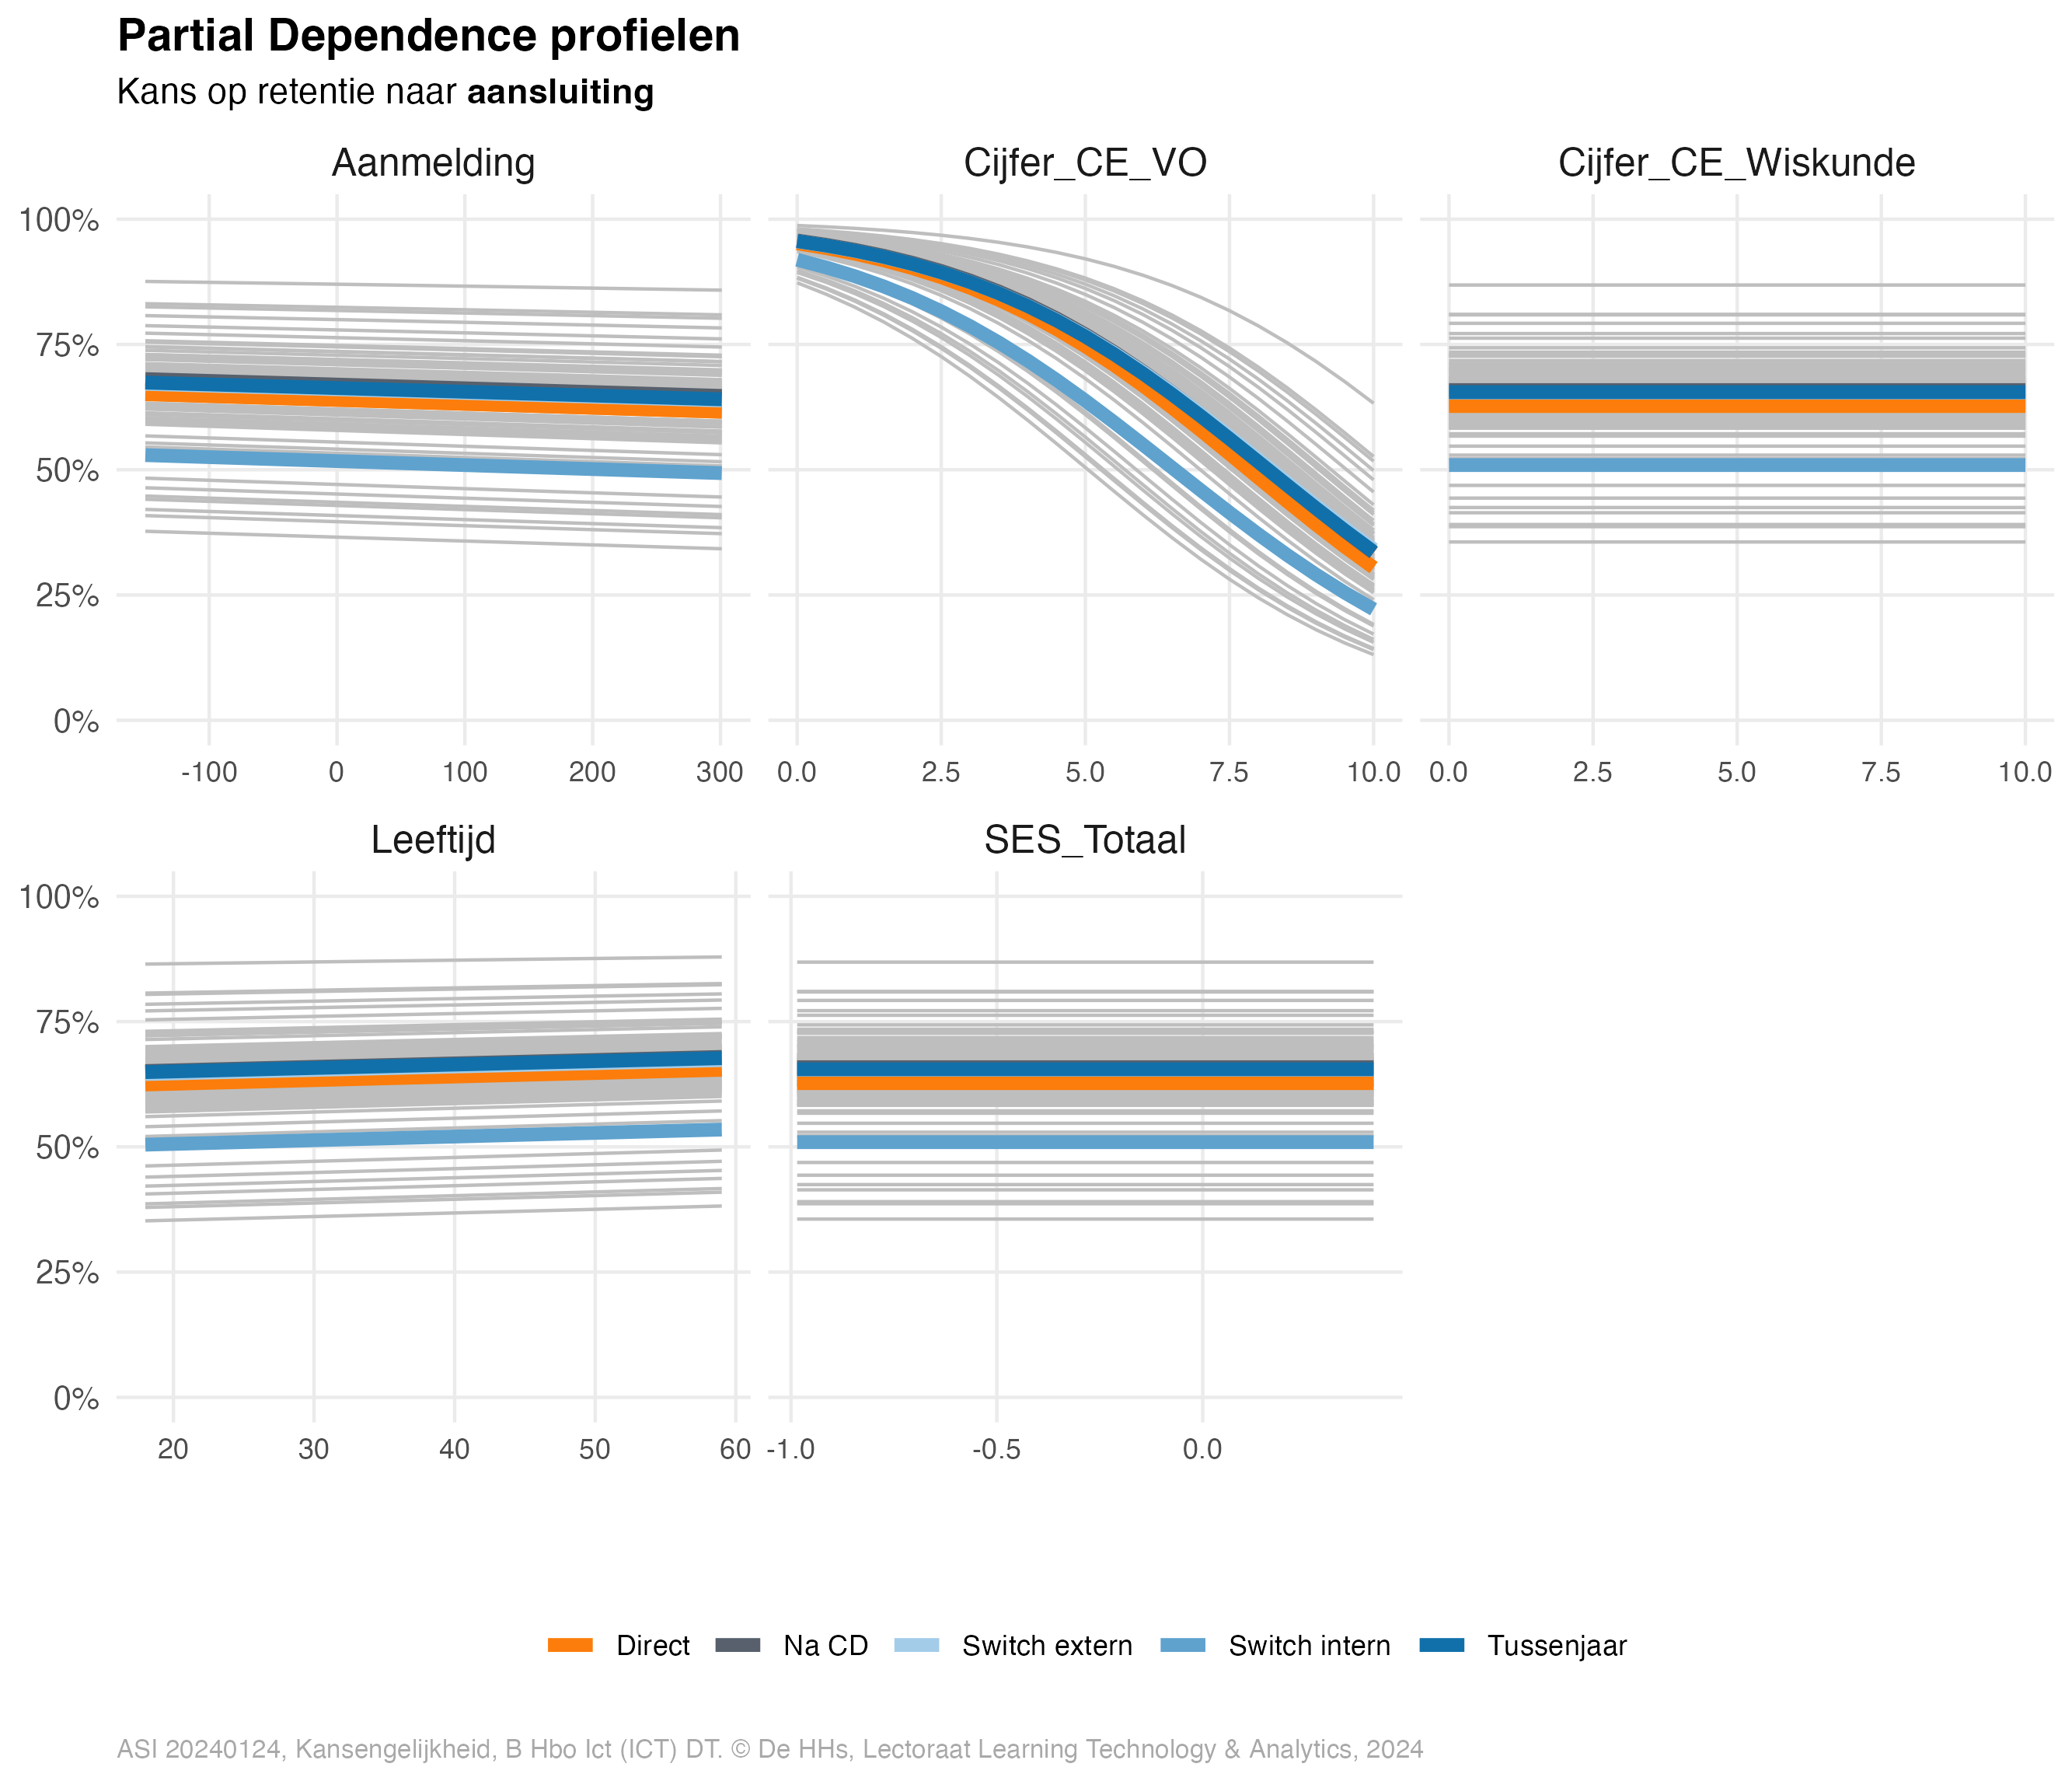 Partial Dependence profielen
Kans op retentie naar aansluiting
Aanmelding
Cijfer_CE_VO
Cijfer_CE_Wiskunde
100%
75%
50%
25%
0%
-100 0 100 200 300
0.0 2.5 5.0 7.5 10.0
0.0 2.5 5.0 7.5 10.0
Leeftijd
SES_Totaal
100%
75%
50%
25%
0%
20 30 40 50 60
-1.0 -0.5 0.0
Direct Na CD Switch extern Switch intern Tussenjaar
ASI 20240124, Kansengelijkheid, B Hbo Ict (ICT) DT. © De HHs, Lectoraat Learning Technology & Analytics, 2024